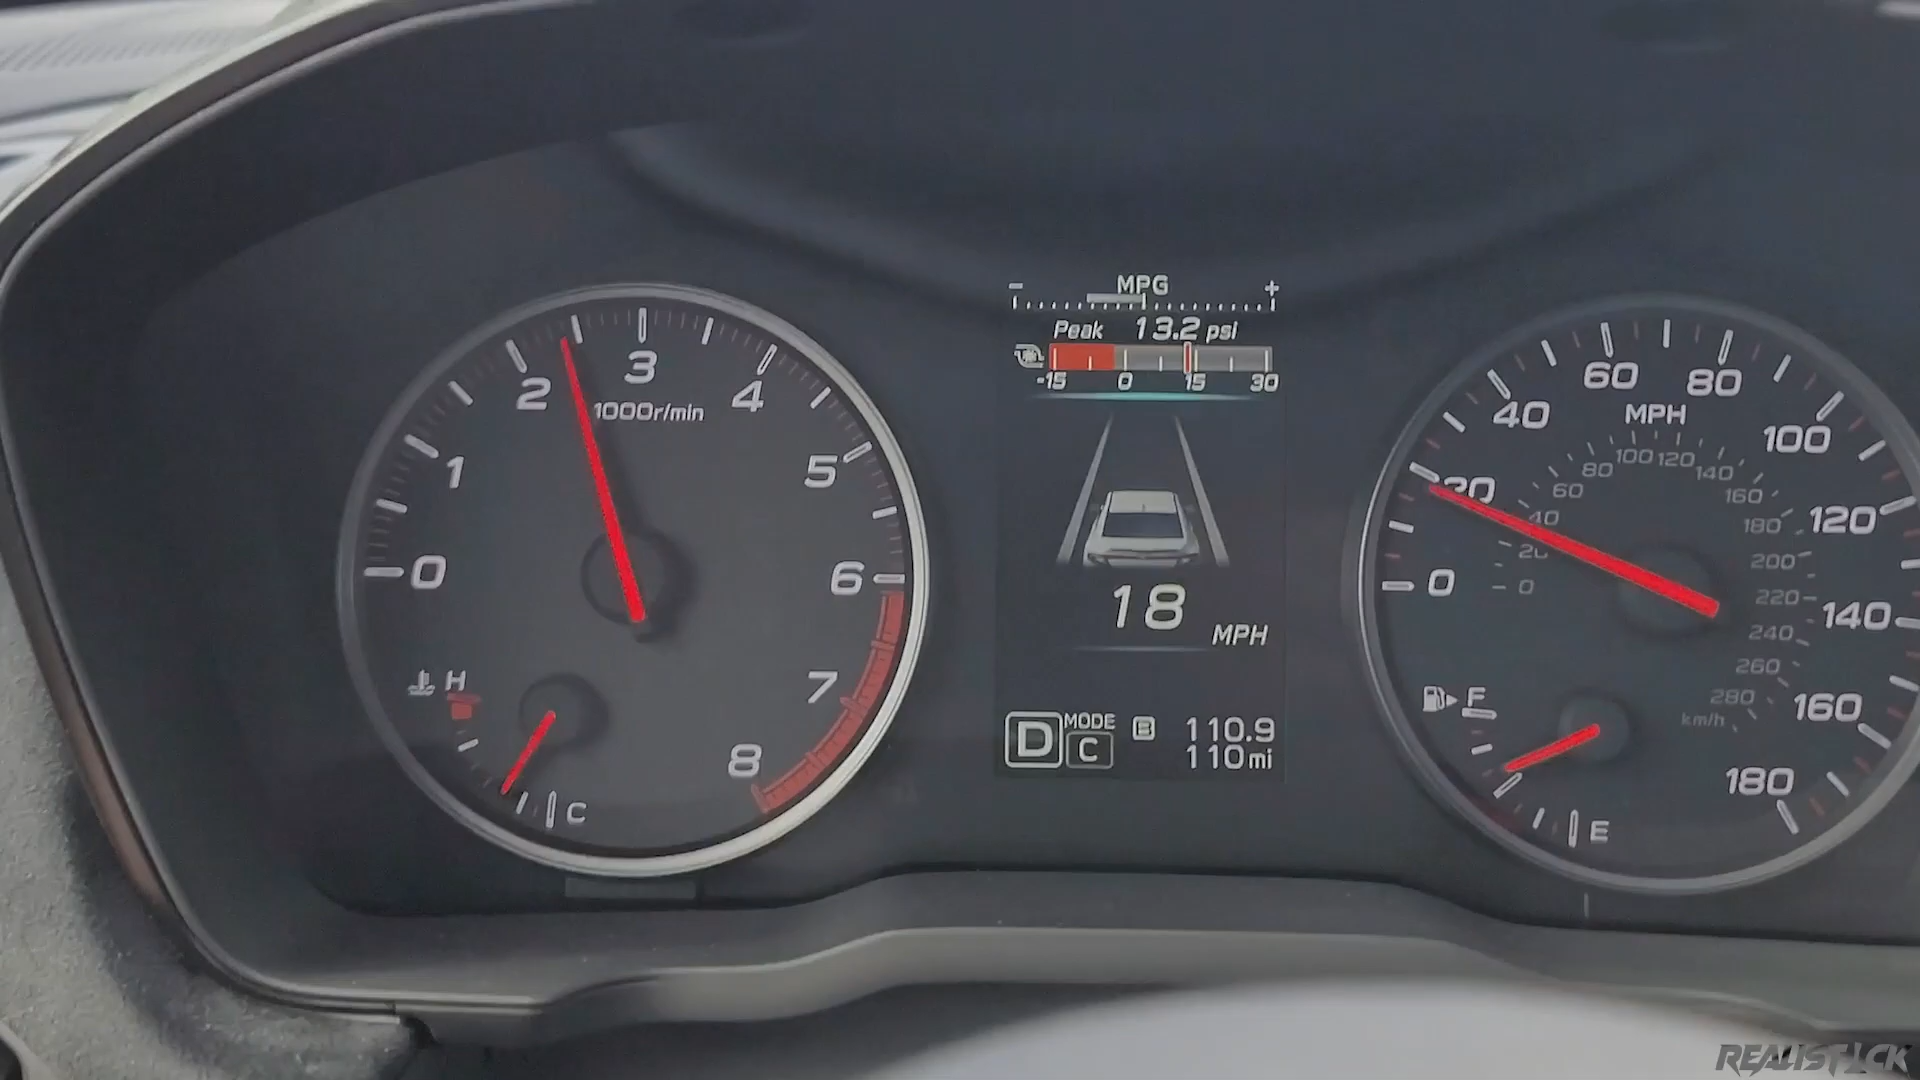 - MPG +
Peak 13.2 psi
-15 0 15 30
18
MPH
D MODE C B 110.9
110mi
0 1 2 3 4 5 6 7 8
1000r/min
H
C
0 20 40 60 80 100 120 140 160 180
MPH
0 20 40 60 80 100 120 140 160 180 200 220 240 260 280
km/h
F
E
REALISTICK